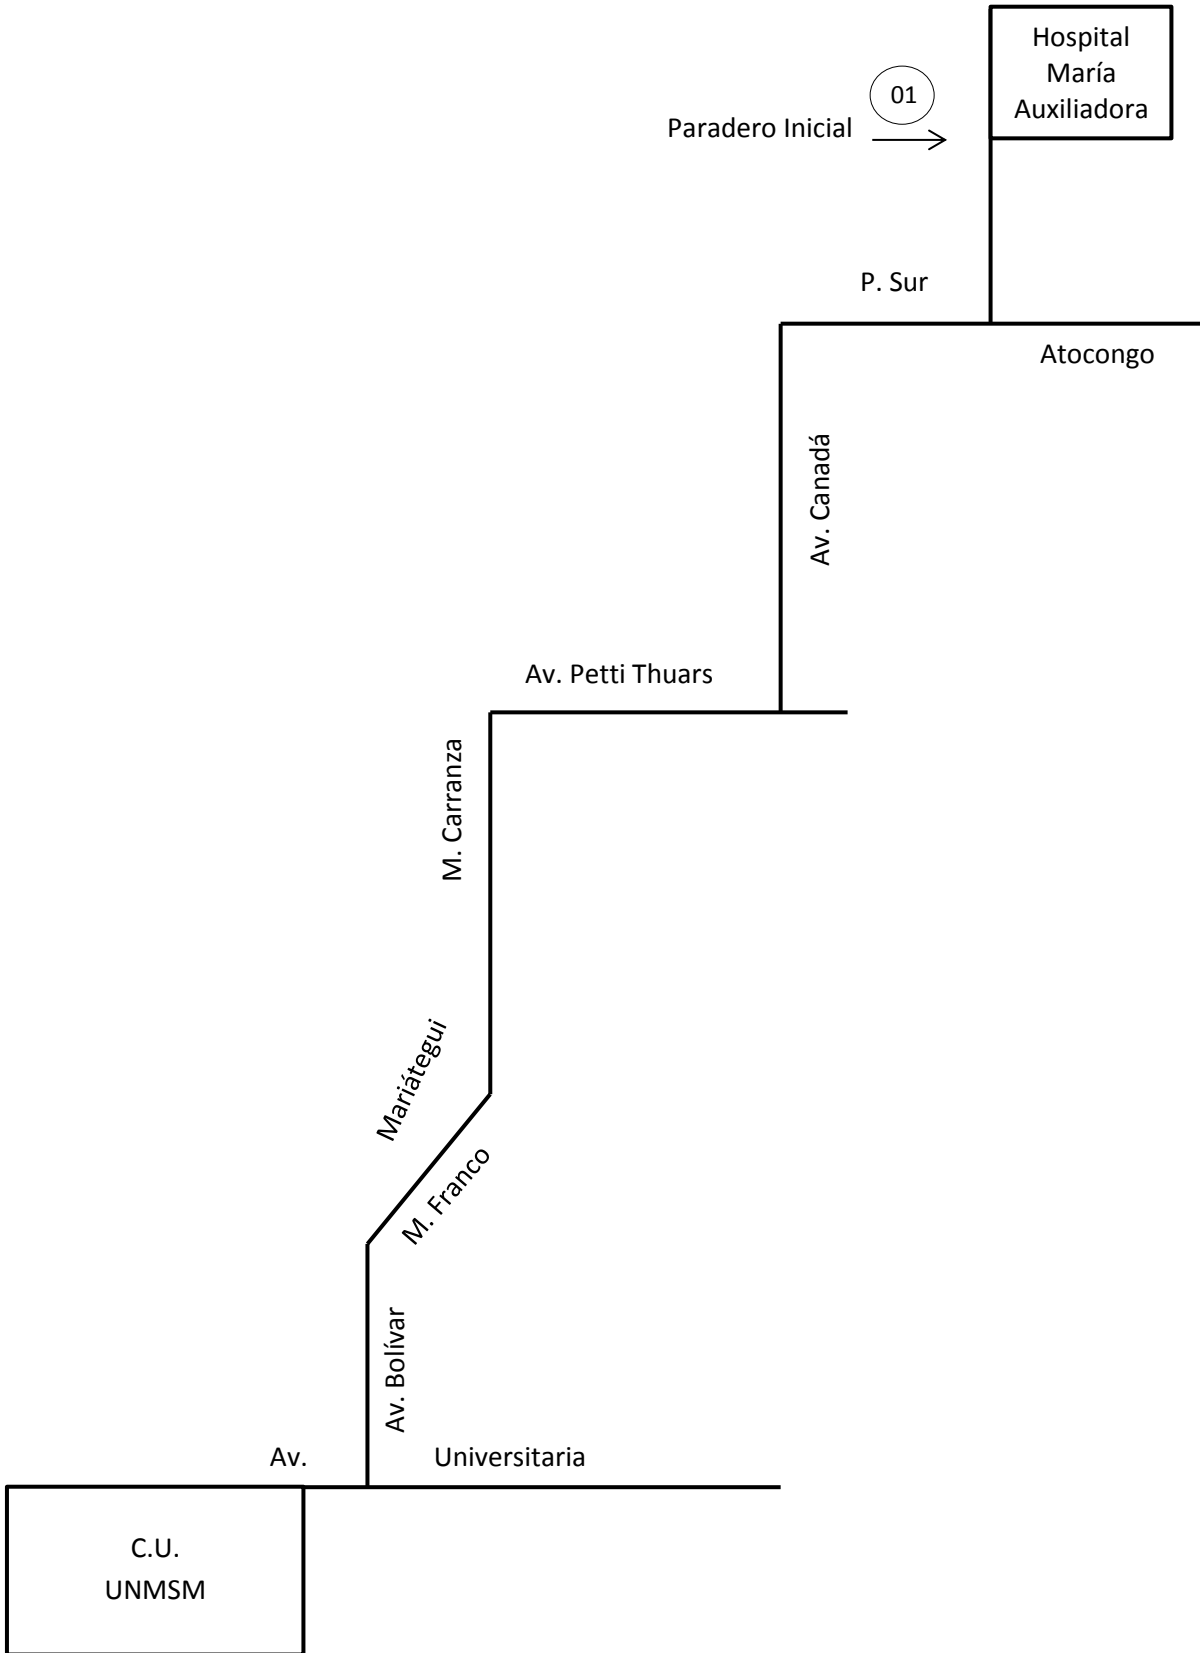 Hospital
María
Auxiliadora
01
Paradero Inicial
P. Sur
Atocongo
Av. Canadá
Av. Petti Thuars
M. Carranza
Mariátegui
M. Franco
Av. Bolívar
Av. Universitaria
C.U.
UNMSM